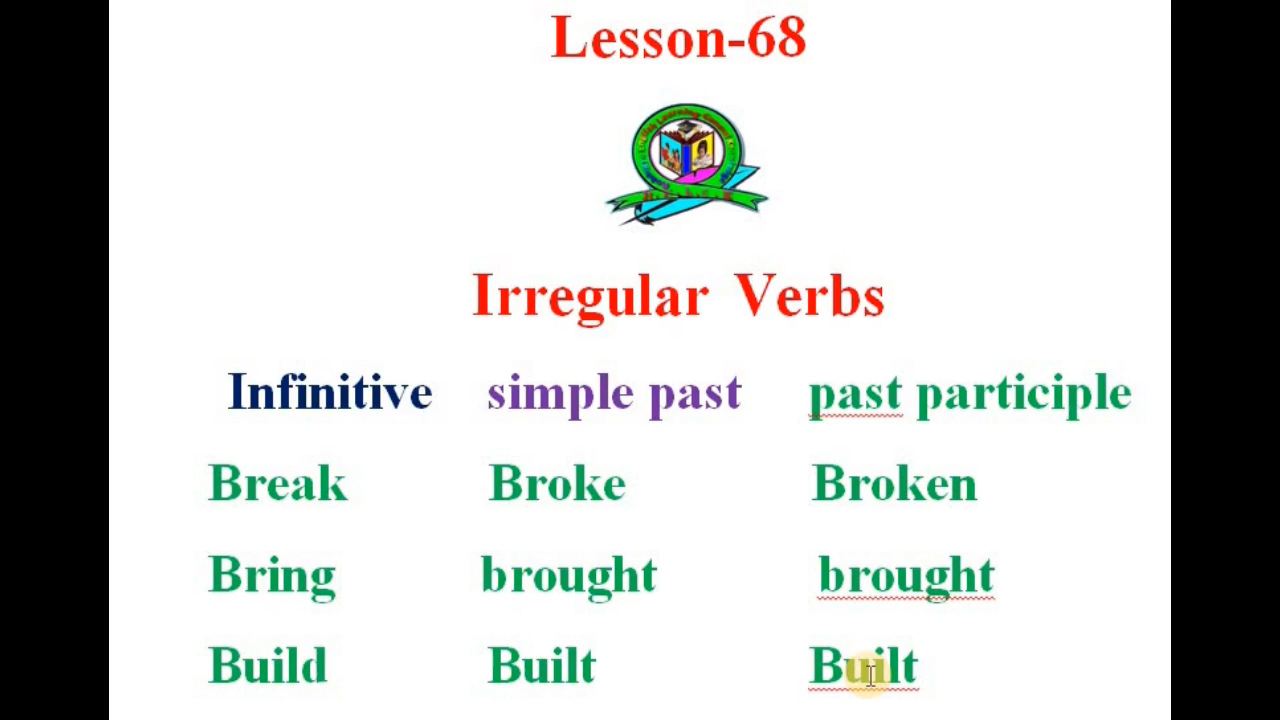 Lesson-68
Irregular Verbs
Infinitive simple past past participle
Break Broke Broken
Bring brought brought
Build Built Built